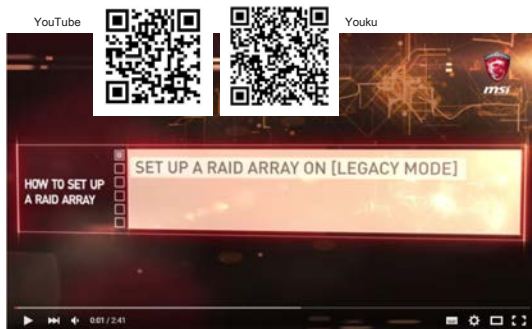 YouTube
Youku
msi
SET UP A RAID ARRAY ON [LEGACY MODE]
HOW TO SET UP
A RAID ARRAY
0:01 / 2:41